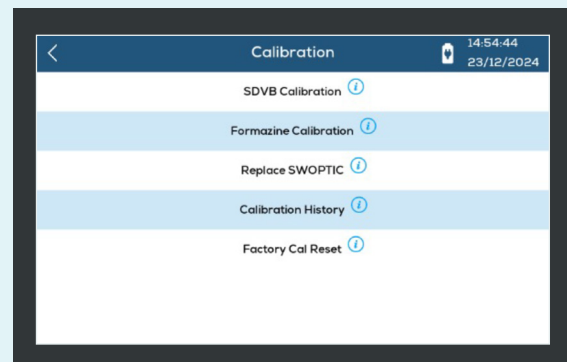 Calibration
14:54:44
23/12/2024
SDVB Calibration i
Formazine Calibration i
Replace SWOPTIC i
Calibration History i
Factory Cal Reset i